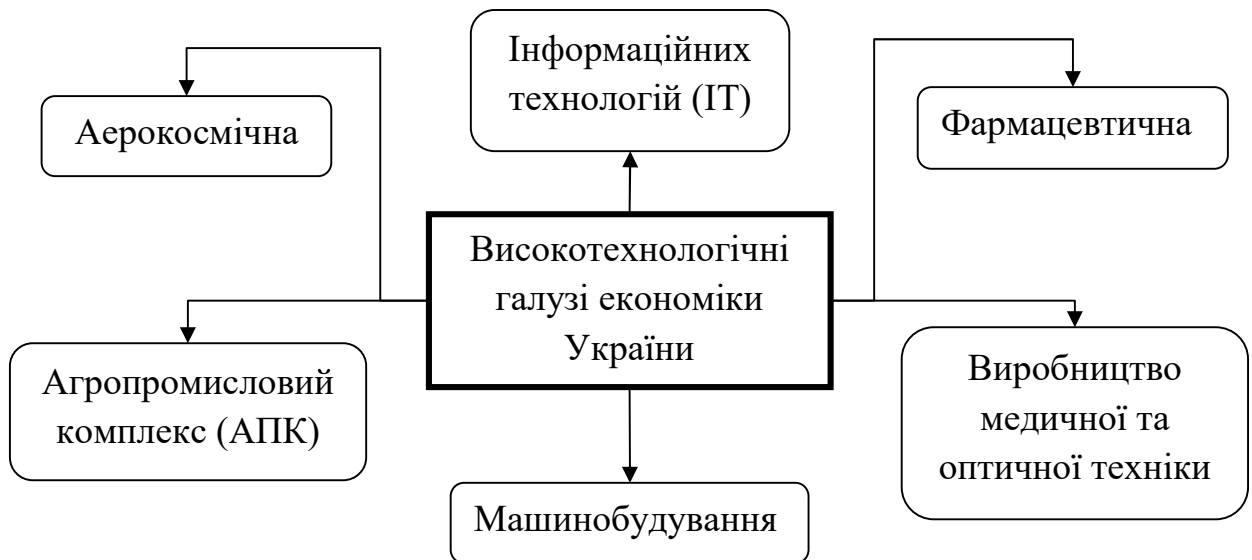 Інформаційних
технологій (ІТ)
Аерокосмічна
Фармацевтична
Високотехнологічні
галузі економіки
України
Агропромисловий
комплекс (АПК)
Виробництво
медичної та
оптичної техніки
Машинобудування